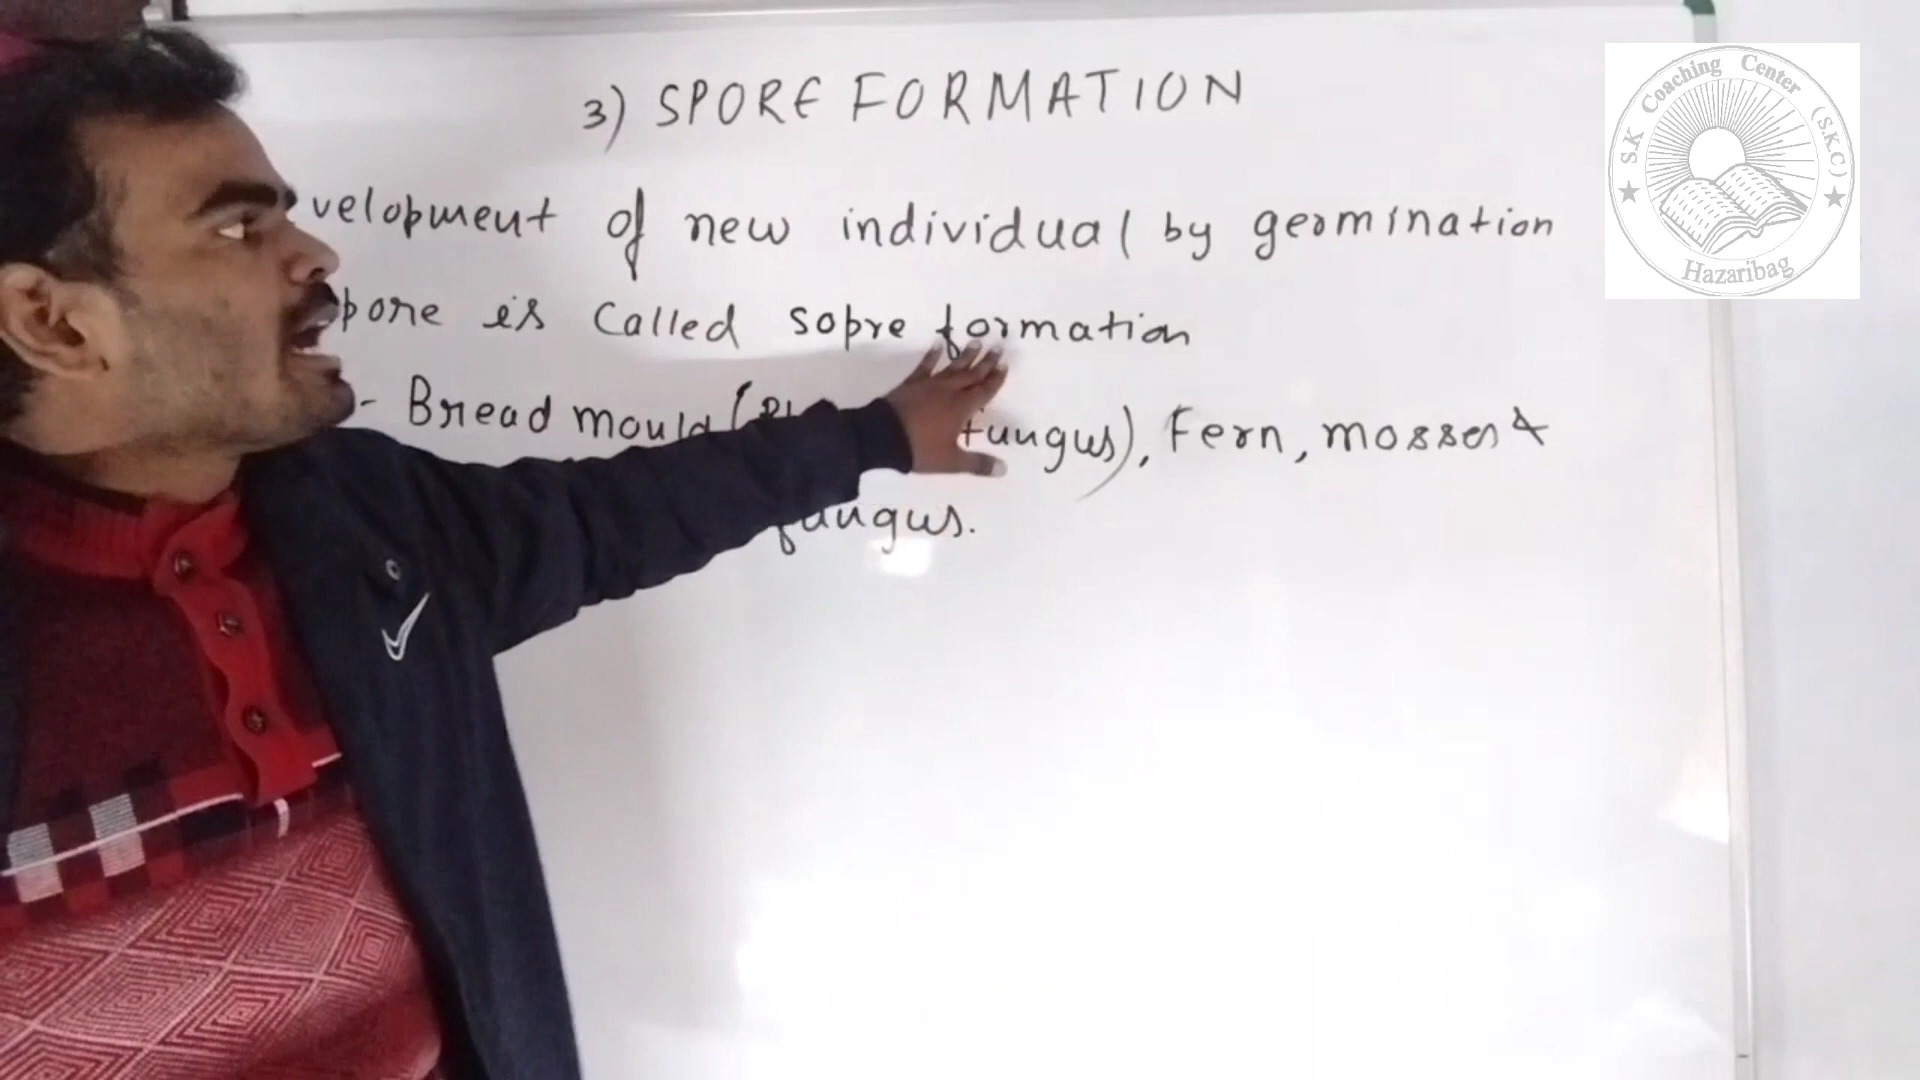 3) SPORE FORMATION
velopment of new individual by germination
pore is called sopre formation
- Bread mould ( fungus), Fern, mosses &
fungus.
S.K Coaching Center (S.K.C)
Hazaribag